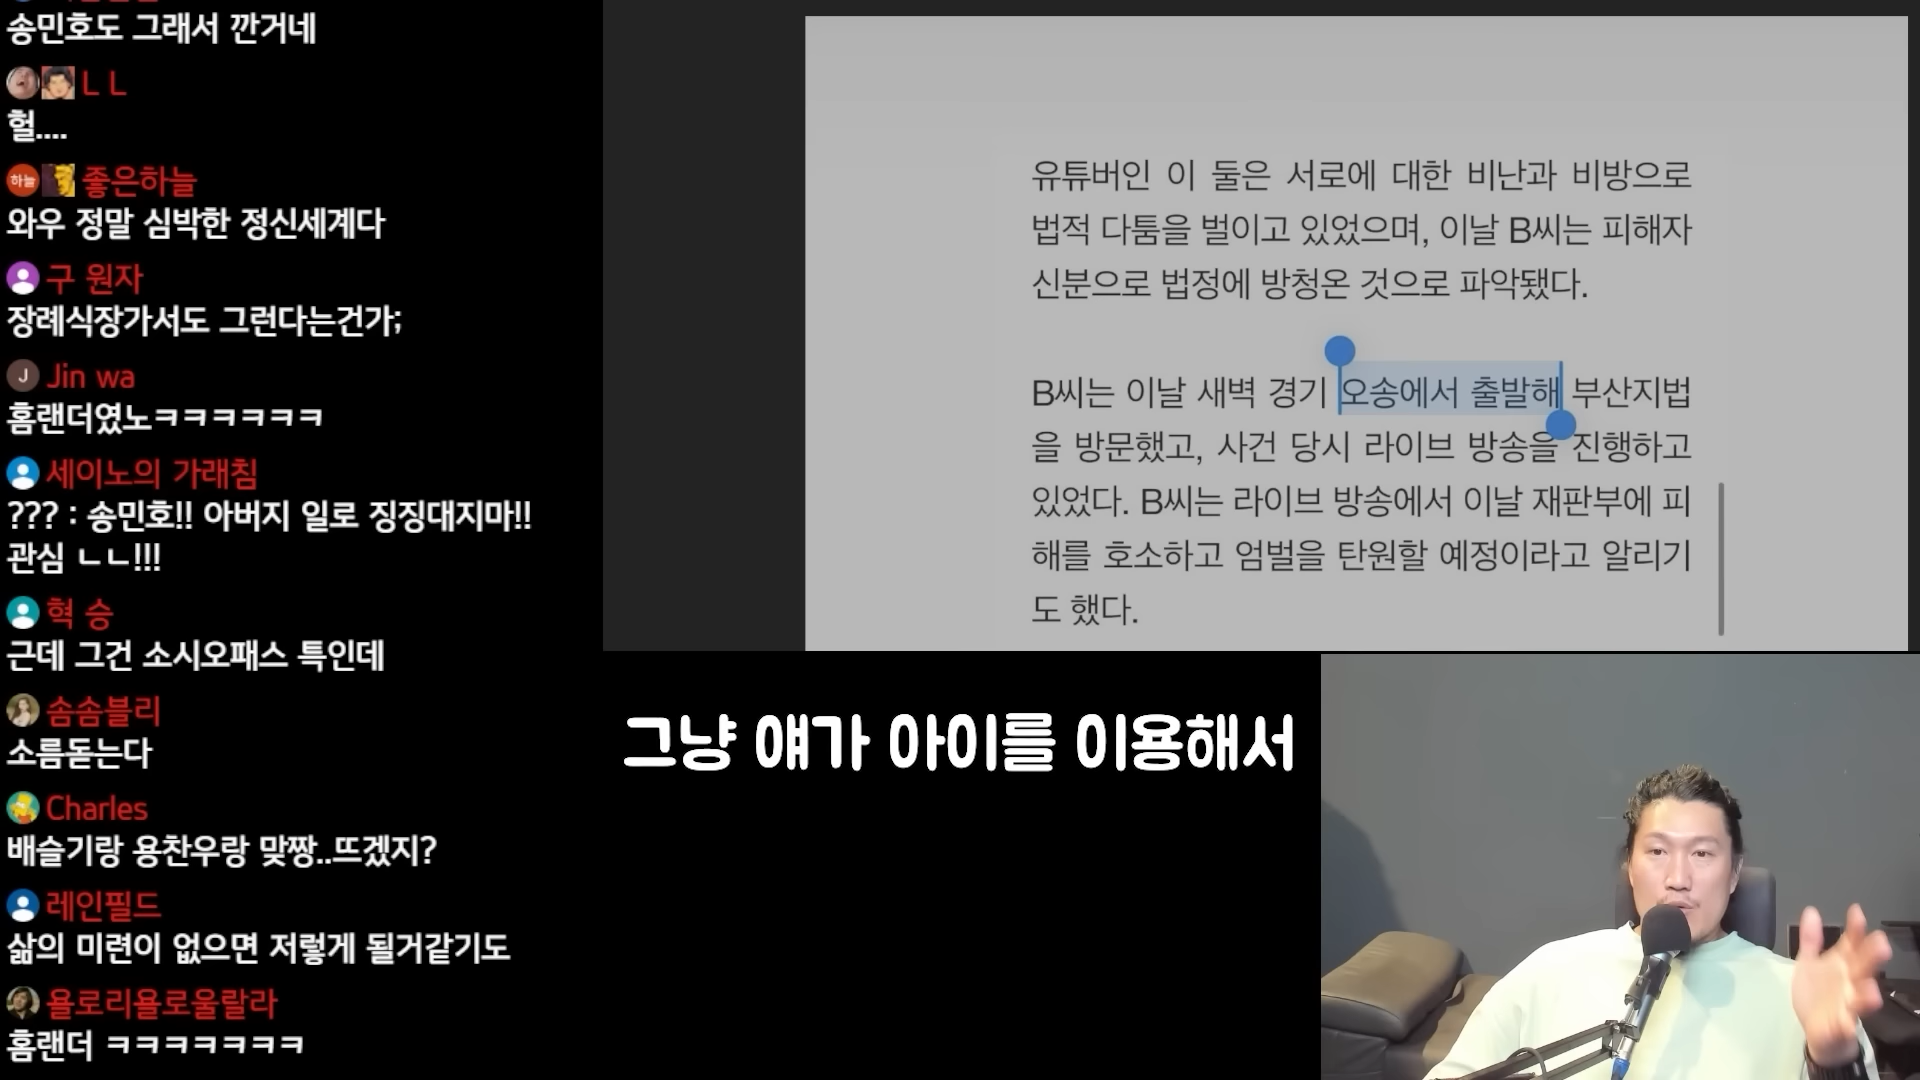 송민호도 그래서 깐거네
L L
헐....
하늘 좋은하늘
와우 정말 심박한 정신세계다
구 원자
장례식장가서도 그런다는건가;
J Jin wa
홈랜더였노ㅋㅋㅋㅋㅋㅋ
세이노의 가래침
??? : 송민호!! 아버지 일로 징징대지마!!
관심 ㄴㄴ!!!
혁 승
근데 그건 소시오패스 특인데
솜솜블리
소름돋는다
Charles
배슬기랑 용찬우랑 맞짱..뜨겠지?
레인필드
삶의 미련이 없으면 저렇게 될거같기도
욜로리욜로울랄라
홈랜더 ㅋㅋㅋㅋㅋㅋㅋ
유튜버인 이 둘은 서로에 대한 비난과 비방으로
법적 다툼을 벌이고 있었으며, 이날 B씨는 피해자
신분으로 법정에 방청온 것으로 파악됐다.
B씨는 이날 새벽 경기 오송에서 출발해 부산지법
을 방문했고, 사건 당시 라이브 방송을 진행하고
있었다. B씨는 라이브 방송에서 이날 재판부에 피
해를 호소하고 엄벌을 탄원할 예정이라고 알리기
도 했다.
그냥 얘가 아이를 이용해서